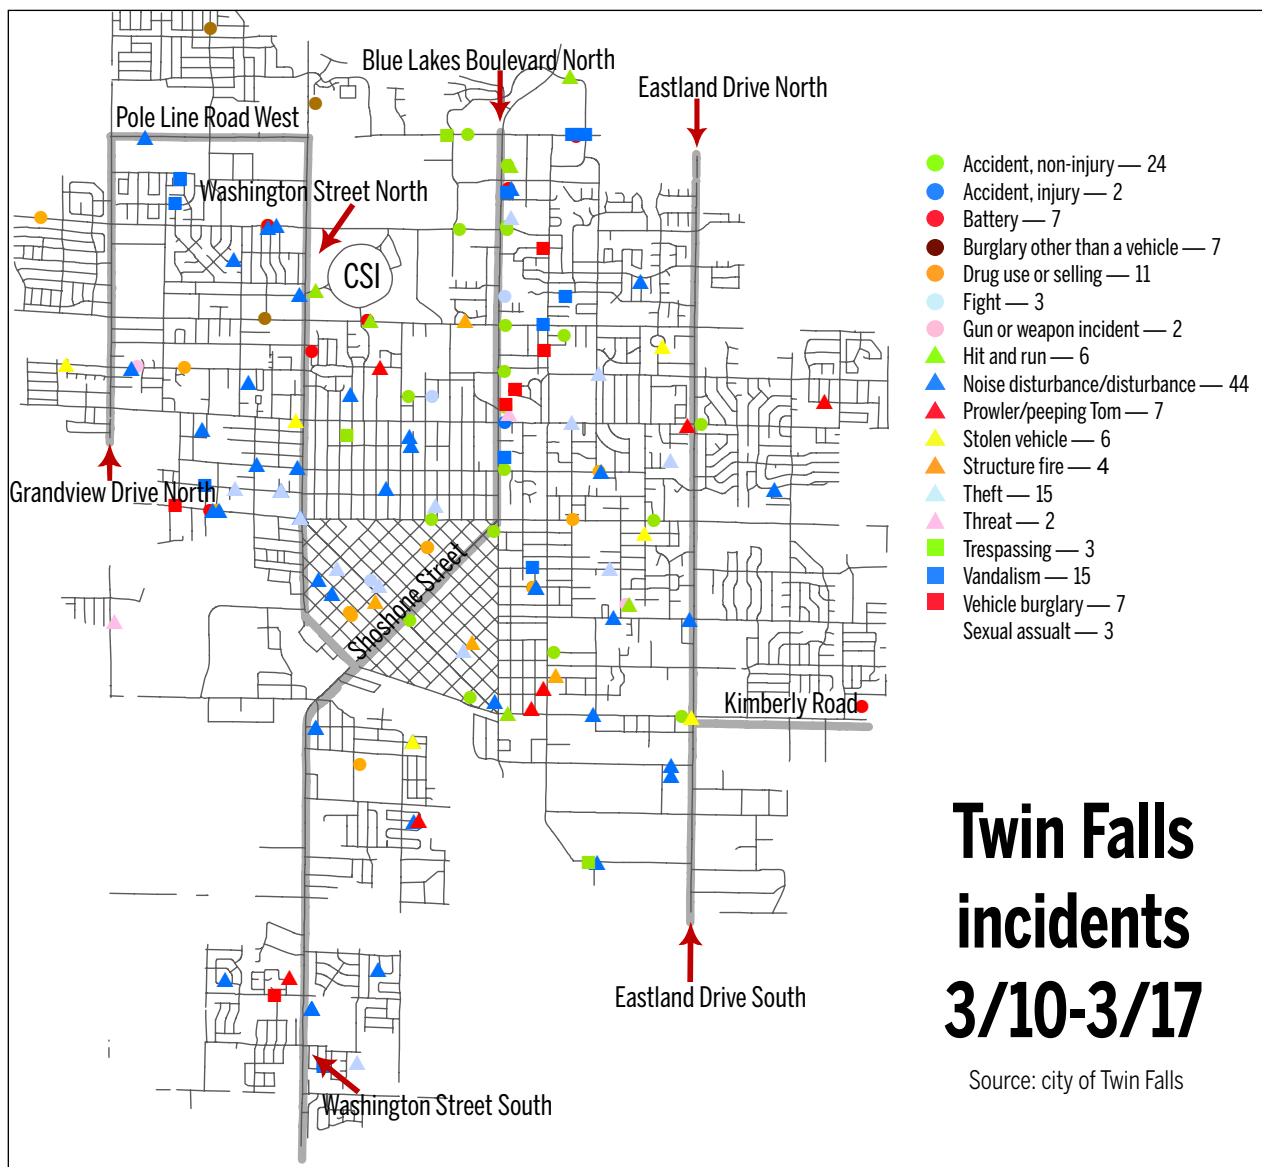 Blue Lakes Boulevard North
Eastland Drive North
Pole Line Road West
Washington Street North
CSI
Grandview Drive North
Shoshone Street
Kimberly Road
Eastland Drive South
Washington Street South
Accident, non-injury — 24
Accident, injury — 2
Battery — 7
Burglary other than a vehicle — 7
Drug use or selling — 11
Fight — 3
Gun or weapon incident — 2
Hit and run — 6
Noise disturbance/disturbance — 44
Prowler/peeping Tom — 7
Stolen vehicle — 6
Structure fire — 4
Theft — 15
Threat — 2
Trespassing — 3
Vandalism — 15
Vehicle burglary — 7
Sexual assualt — 3
Twin Falls
incidents
3/10-3/17
Source: city of Twin Falls